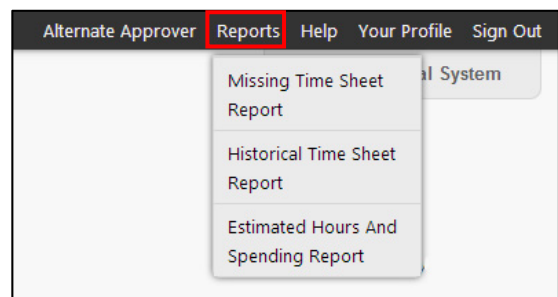 Alternate Approver Reports Help Your Profile Sign Out
System
Missing Time Sheet
Report
Historical Time Sheet
Report
Estimated Hours And
Spending Report